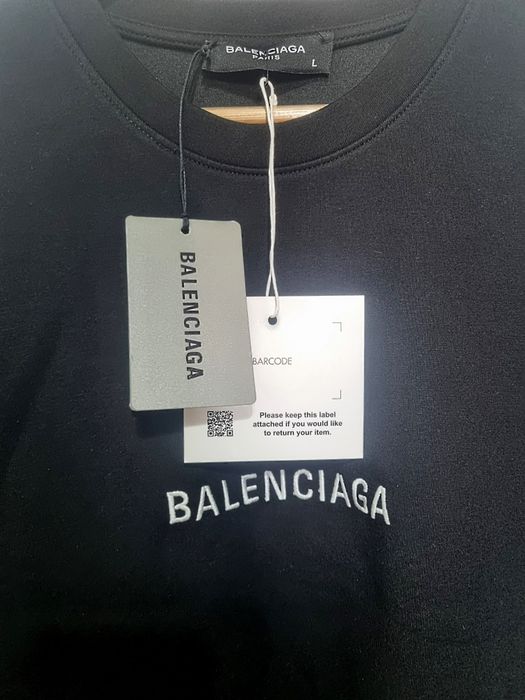 BALENCIAGA
PARIS
L
BALENCIAGA
BARCODE
Please keep this label
attached if you would like
to return your item.
BALENCIAGA